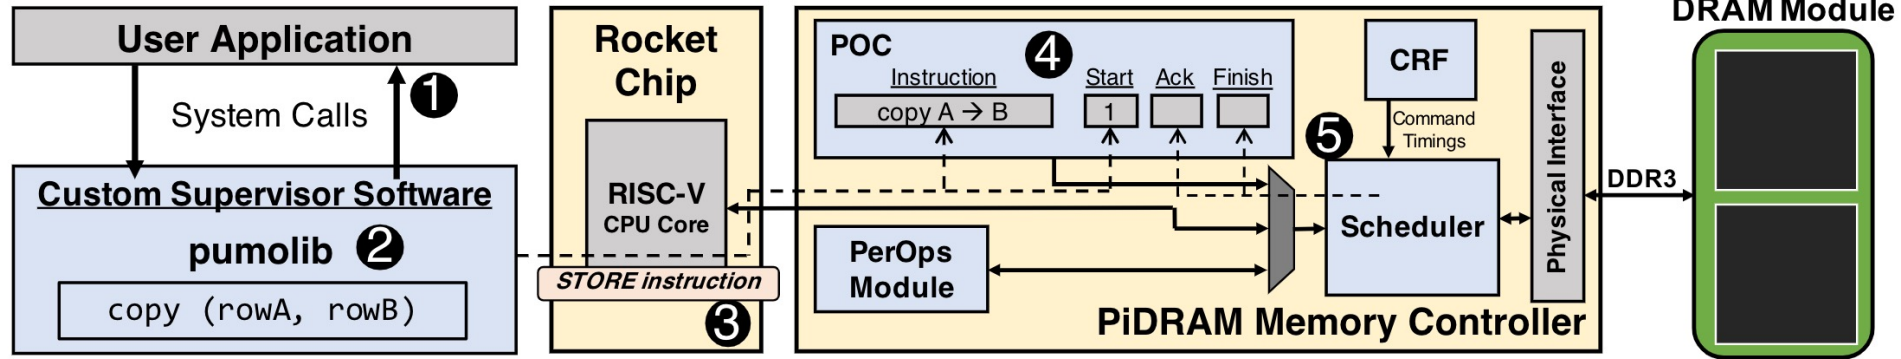 User Application
System Calls
1
Custom Supervisor Software
pumolib 2
copy (rowA, rowB)
Rocket
Chip
RISC-V
CPU Core
STORE instruction
3
POC
4
Instruction
copy A → B
Start
1
Ack
Finish
CRF
Command
Timings
5
Scheduler
PerOps
Module
Physical Interface
PiDRAM Memory Controller
DDR3
DRAM Module